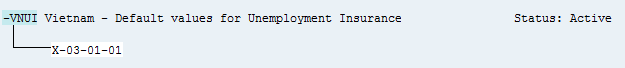 -VNUI Vietnam - Default values for Unemployment Insurance Status: Active
X-03-01-01